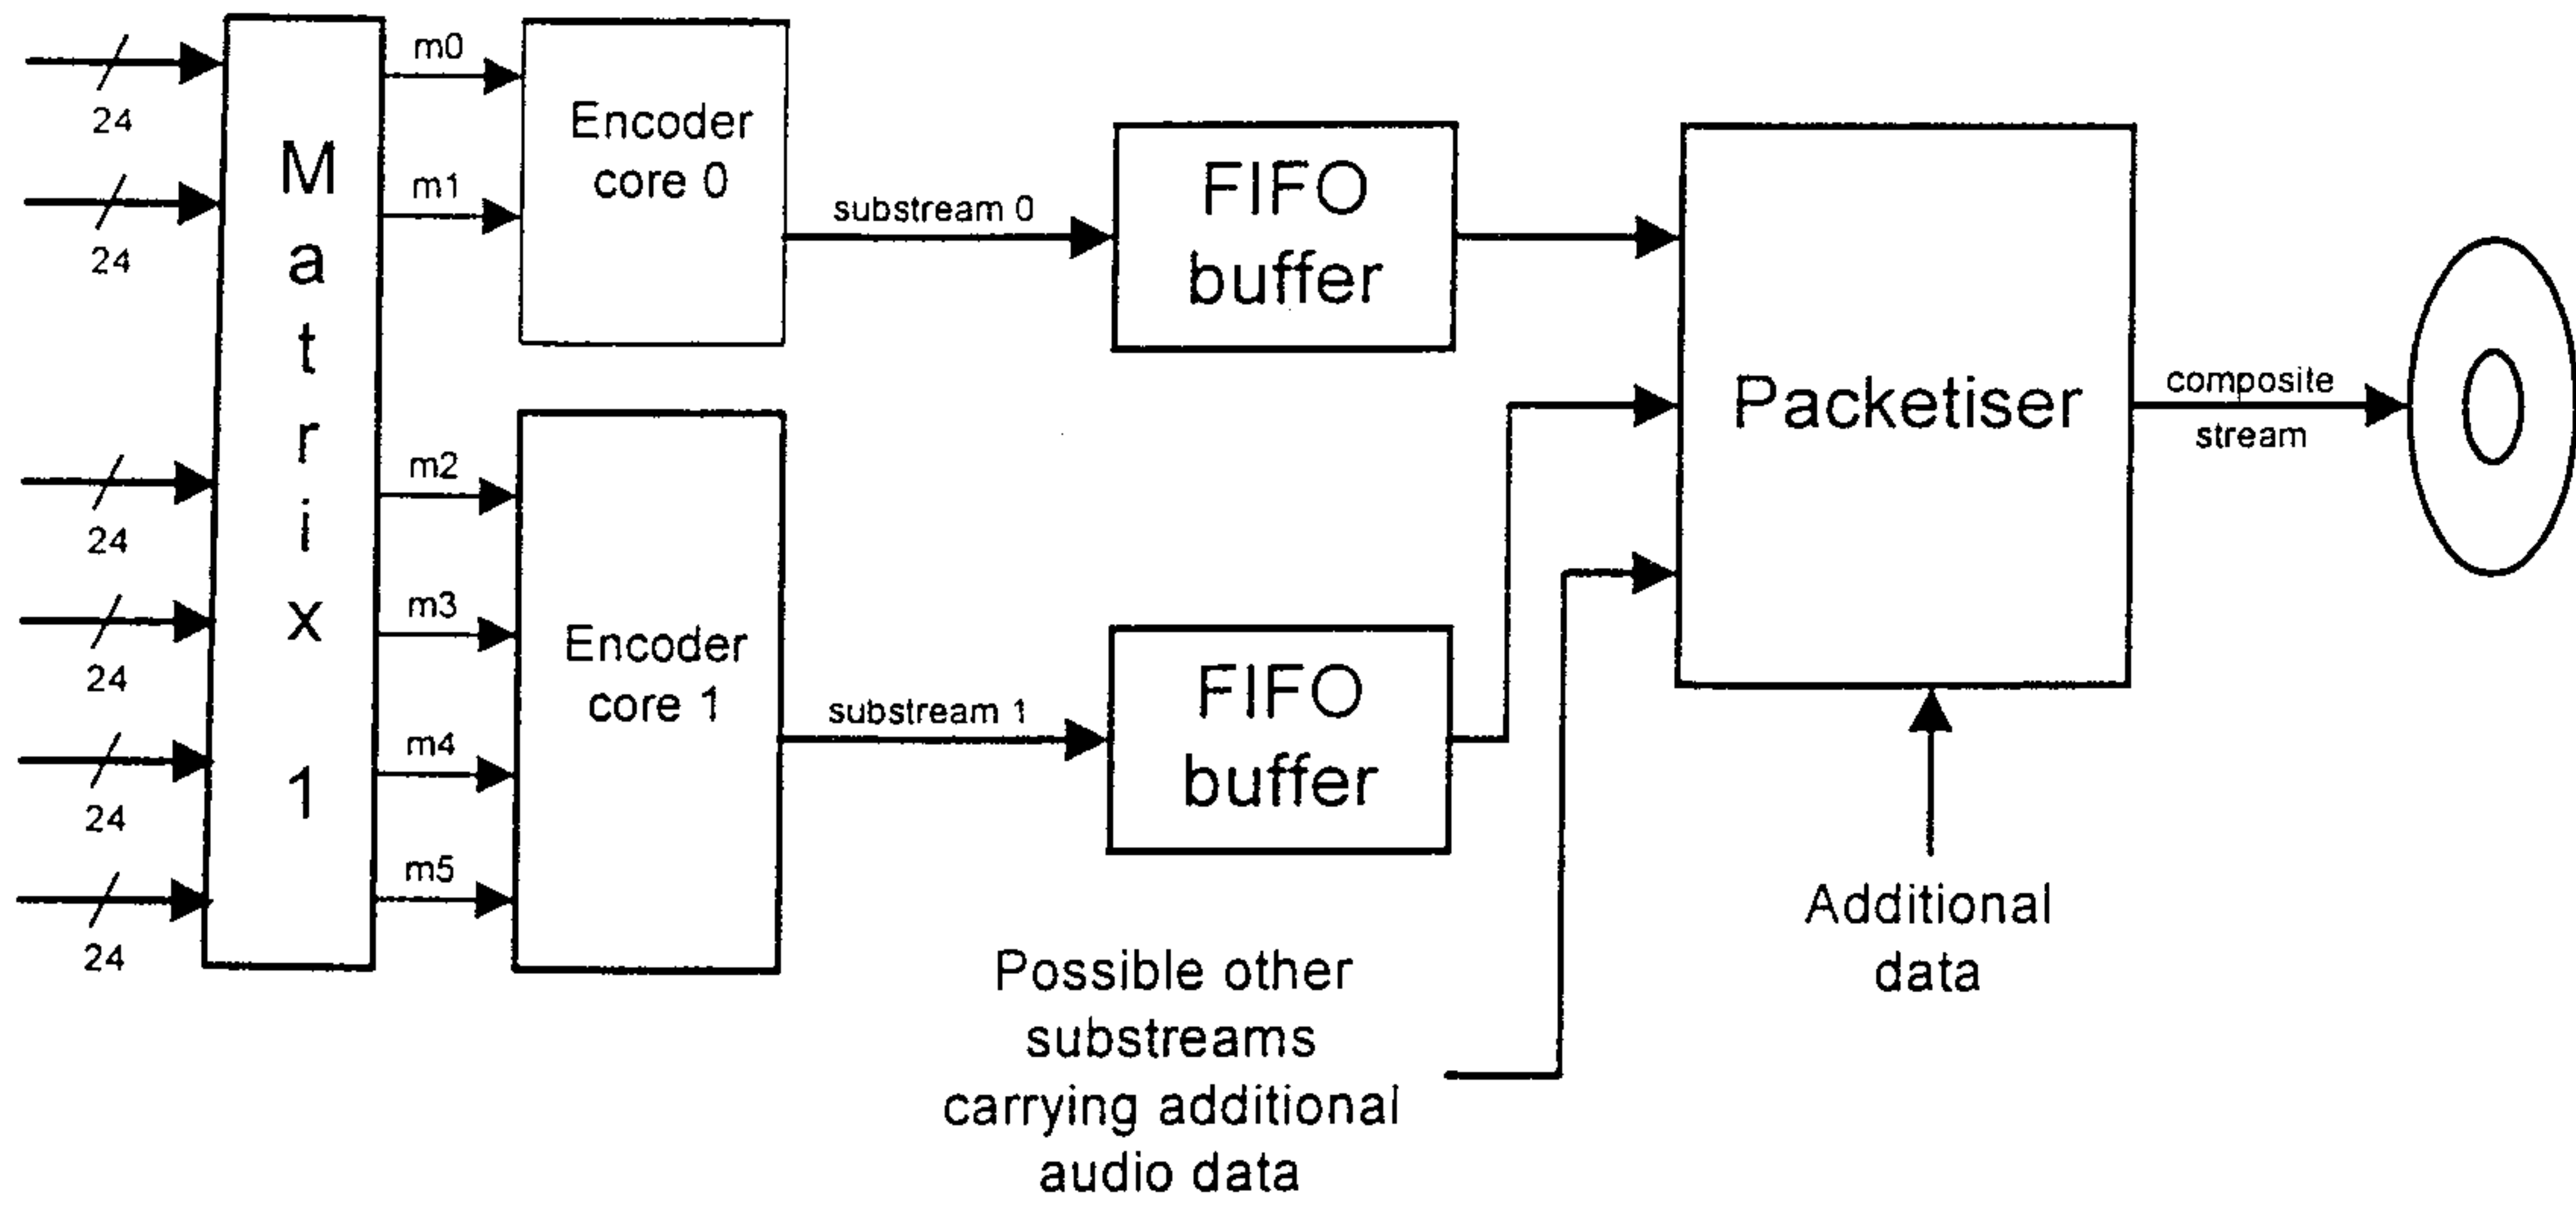 24
24
24
24
24
24
Matrix 1
m0
m1
m2
m3
m4
m5
Encoder
core 0
Encoder
core 1
substream 0
substream 1
FIFO
buffer
FIFO
buffer
Possible other
substreams
carrying additional
audio data
Packetiser
Additional
data
composite
stream